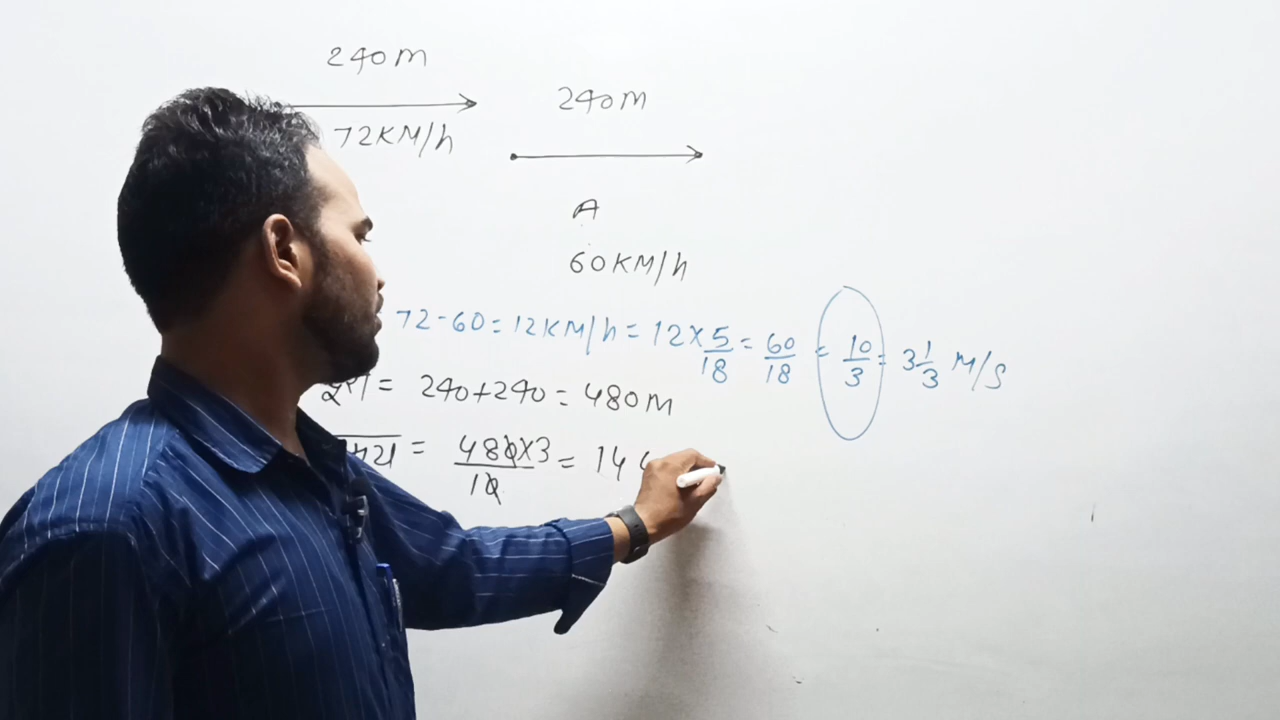 240m
72KM/h
240m
A
60KM/h
72-60=12KM/h=12×5/18=60/18=10/3=3 1/3 M/S
दूरी = 240+240=480m
= 480×3/10 = 144